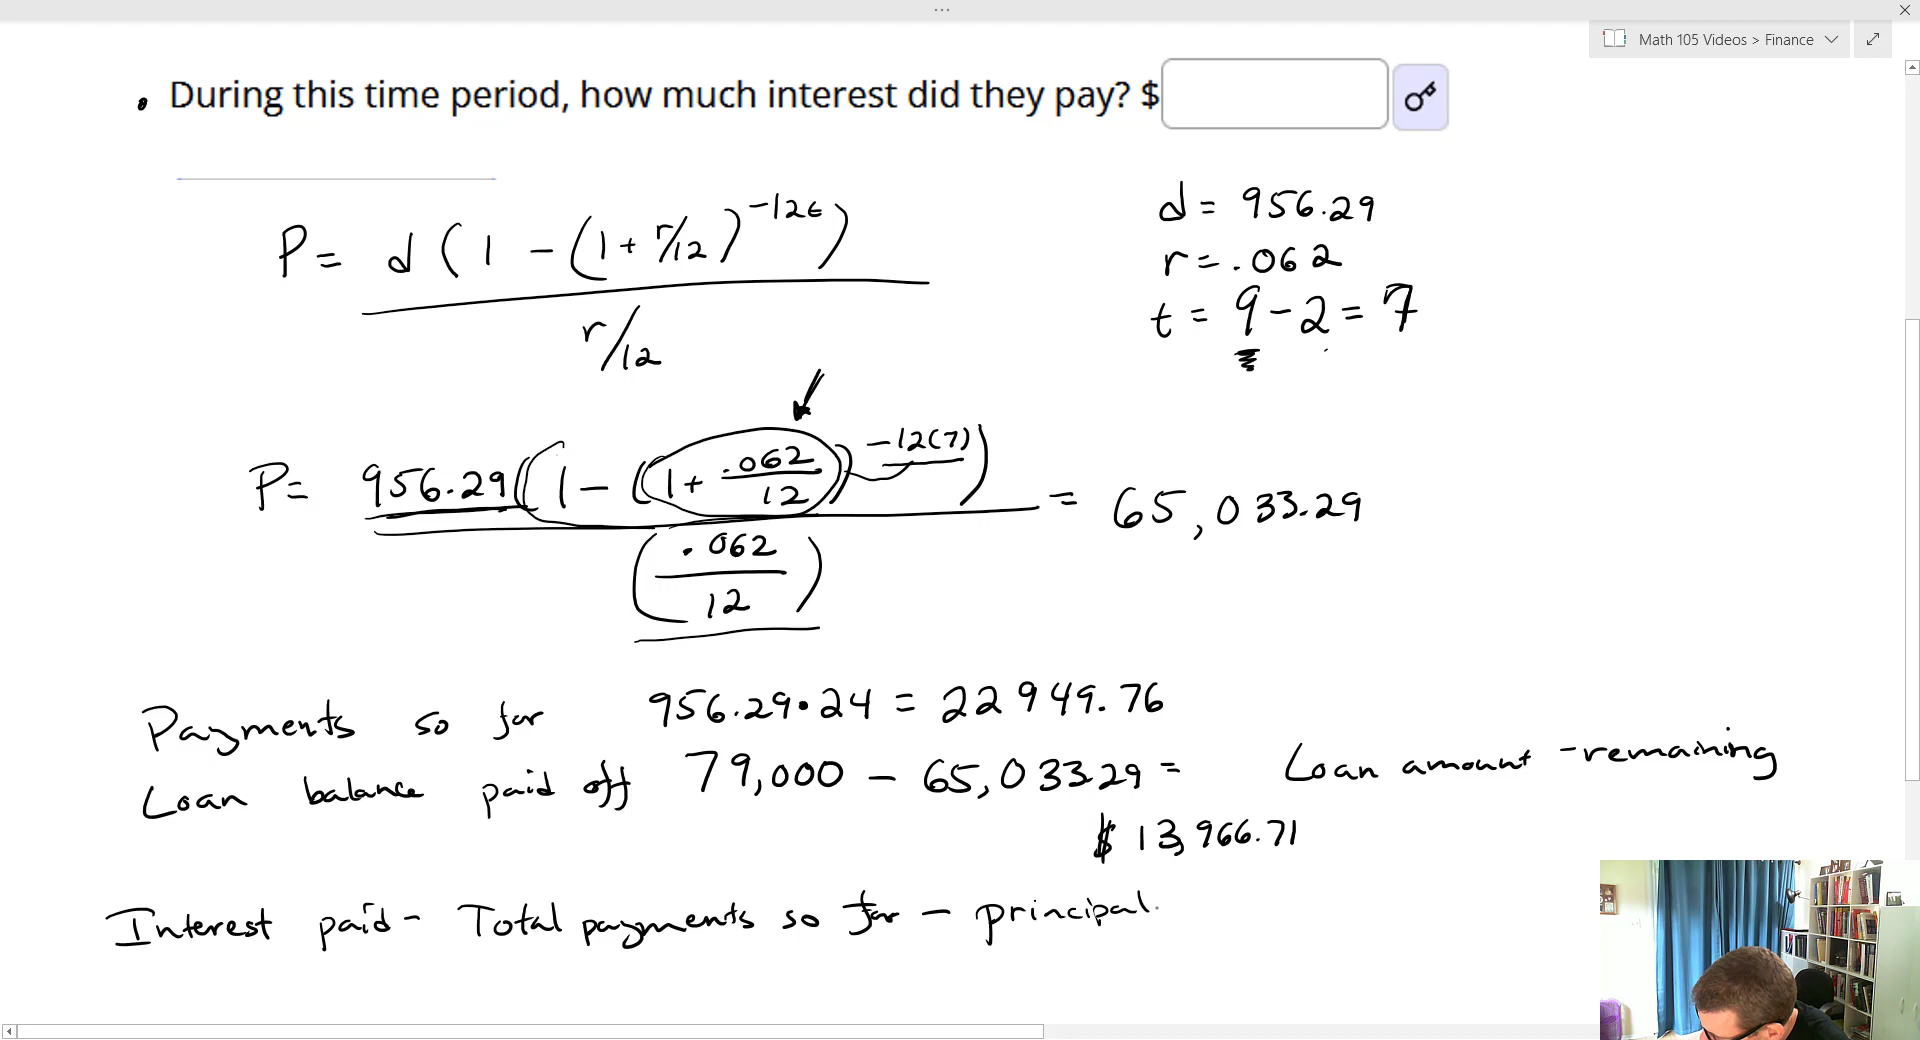 Math 105 Videos > Finance
During this time period, how much interest did they pay? $
P = d(1 - (1 + r/12)^-12t) / r/12
d = 956.29
r = .062
t = 9 - 2 = 7
P = 956.29(1 - (1 + .062/12)^-12(7)) / (.062/12) = 65,033.29
Payments so far 956.29 • 24 = 22949.76
Loan balance paid off 79,000 - 65,033.29 = Loan amount - remaining
$ 13,966.71
Interest paid - Total payments so far - principal